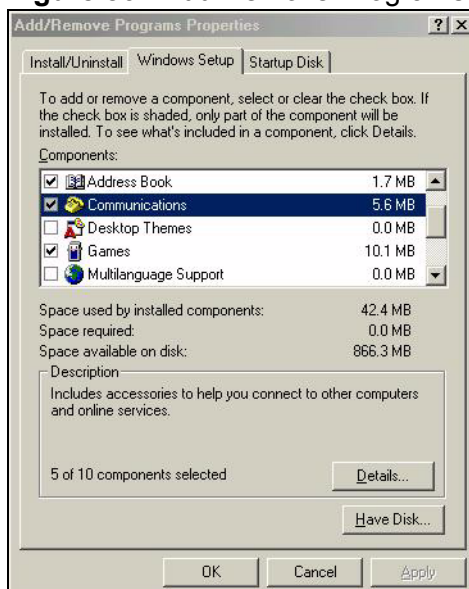 Add/Remove Programs Properties
Install/Uninstall Windows Setup Startup Disk
To add or remove a component, select or clear the check box. If
the check box is shaded, only part of the component will be
installed. To see what's included in a component, click Details.
Components:
Address Book 1.7 MB
Communications 5.6 MB
Desktop Themes 0.0 MB
Games 10.1 MB
Multilanguage Support 0.0 MB
Space used by installed components: 42.4 MB
Space required: 0.0 MB
Space available on disk: 866.3 MB
Description
Includes accessories to help you connect to other computers
and online services.
5 of 10 components selected
Details...
Have Disk...
OK Cancel Apply